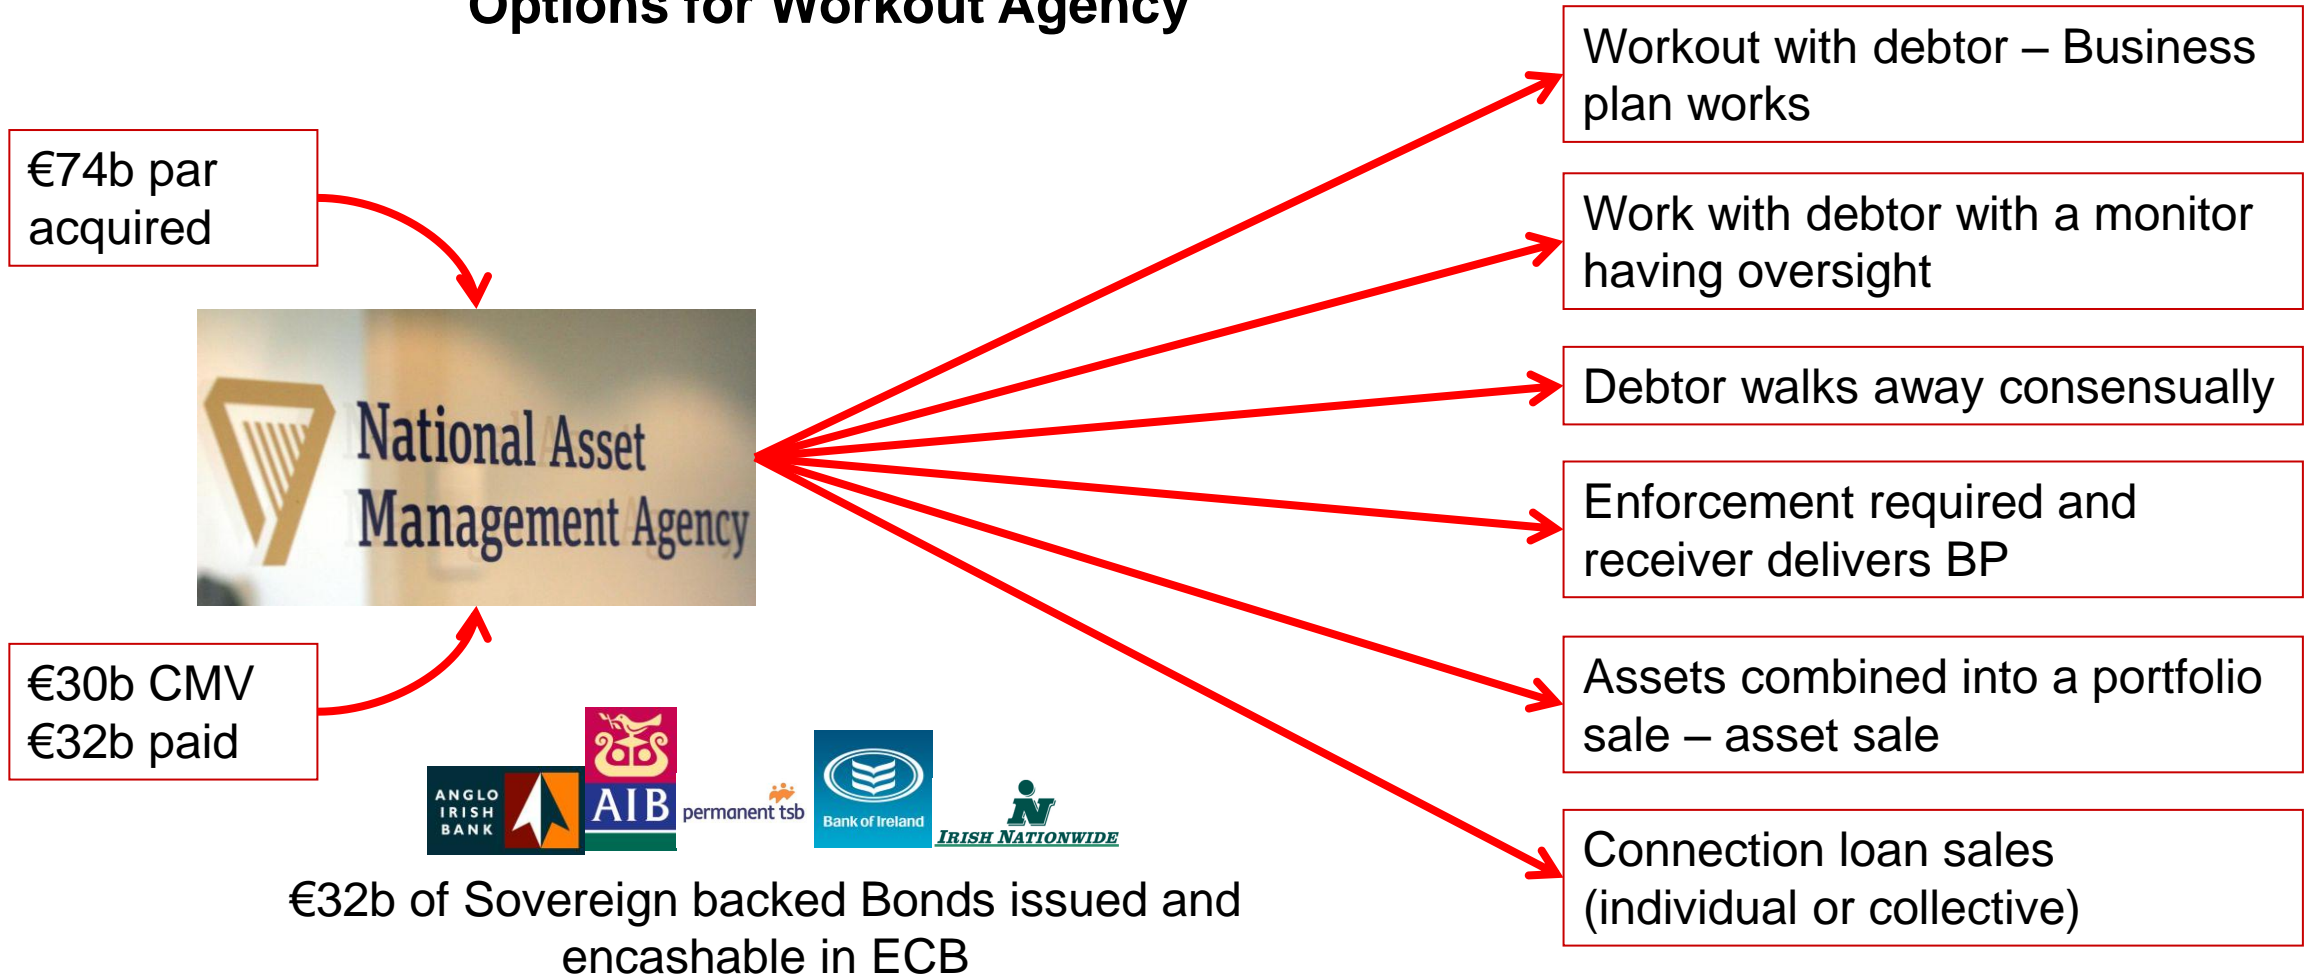 Options for Workout Agency
€74b par
acquired
National Asset
Management Agency
€30b CMV
€32b paid
ANGLO
IRISH
BANK
AIB
permanent tsb
Bank of Ireland
IRISH NATIONWIDE
€32b of Sovereign backed Bonds issued and
encashable in ECB
Workout with debtor – Business
plan works
Work with debtor with a monitor
having oversight
Debtor walks away consensually
Enforcement required and
receiver delivers BP
Assets combined into a portfolio
sale – asset sale
Connection loan sales
(individual or collective)